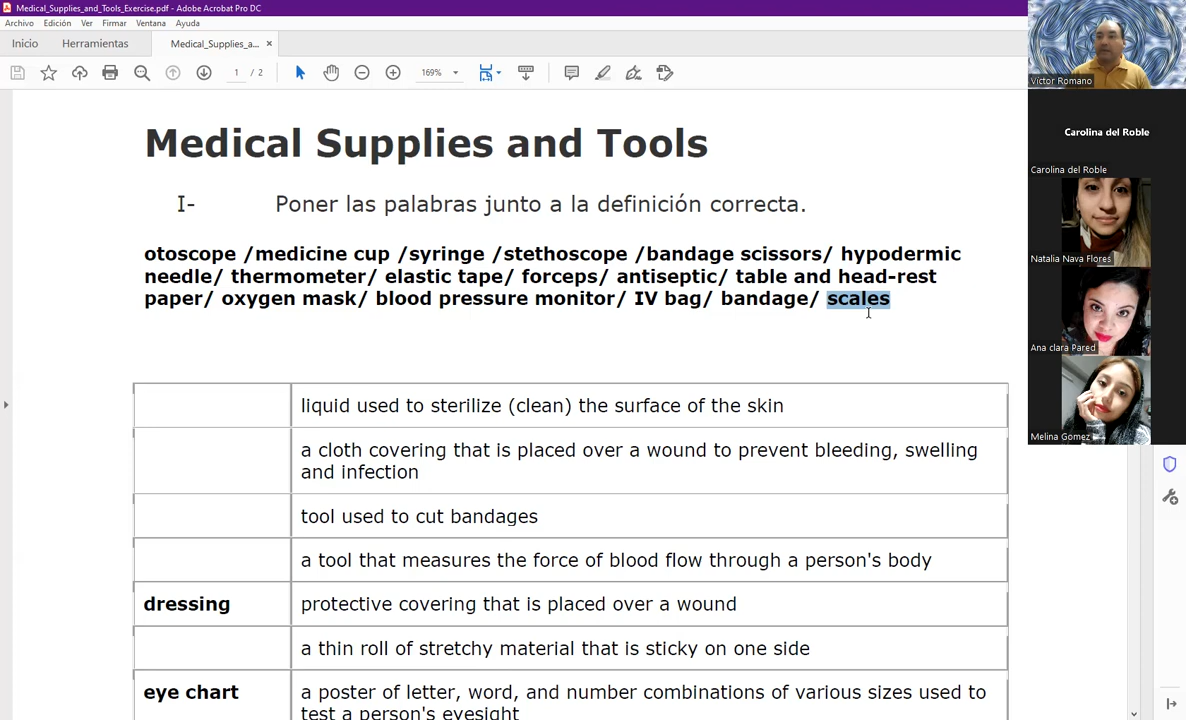 Medical_Supplies_and_Tools_Exercise.pdf - Adobe Acrobat Pro DC
Archivo Edición Ver Firmar Ventana Ayuda
Inicio Herramientas Medical_Supplies_a... ×
1 / 2 169%
Victor Romano
Carolina del Roble
Carolina del Roble
Natalia Nava Flores
Ana clara Pared
Melina Gomez
Medical Supplies and Tools
I- Poner las palabras junto a la definición correcta.
otoscope /medicine cup /syringe /stethoscope /bandage scissors/ hypodermic
needle/ thermometer/ elastic tape/ forceps/ antiseptic/ table and head-rest
paper/ oxygen mask/ blood pressure monitor/ IV bag/ bandage/ scales
liquid used to sterilize (clean) the surface of the skin
a cloth covering that is placed over a wound to prevent bleeding, swelling
and infection
tool used to cut bandages
a tool that measures the force of blood flow through a person's body
dressing protective covering that is placed over a wound
a thin roll of stretchy material that is sticky on one side
eye chart a poster of letter, word, and number combinations of various sizes used to
test a person's eyesight